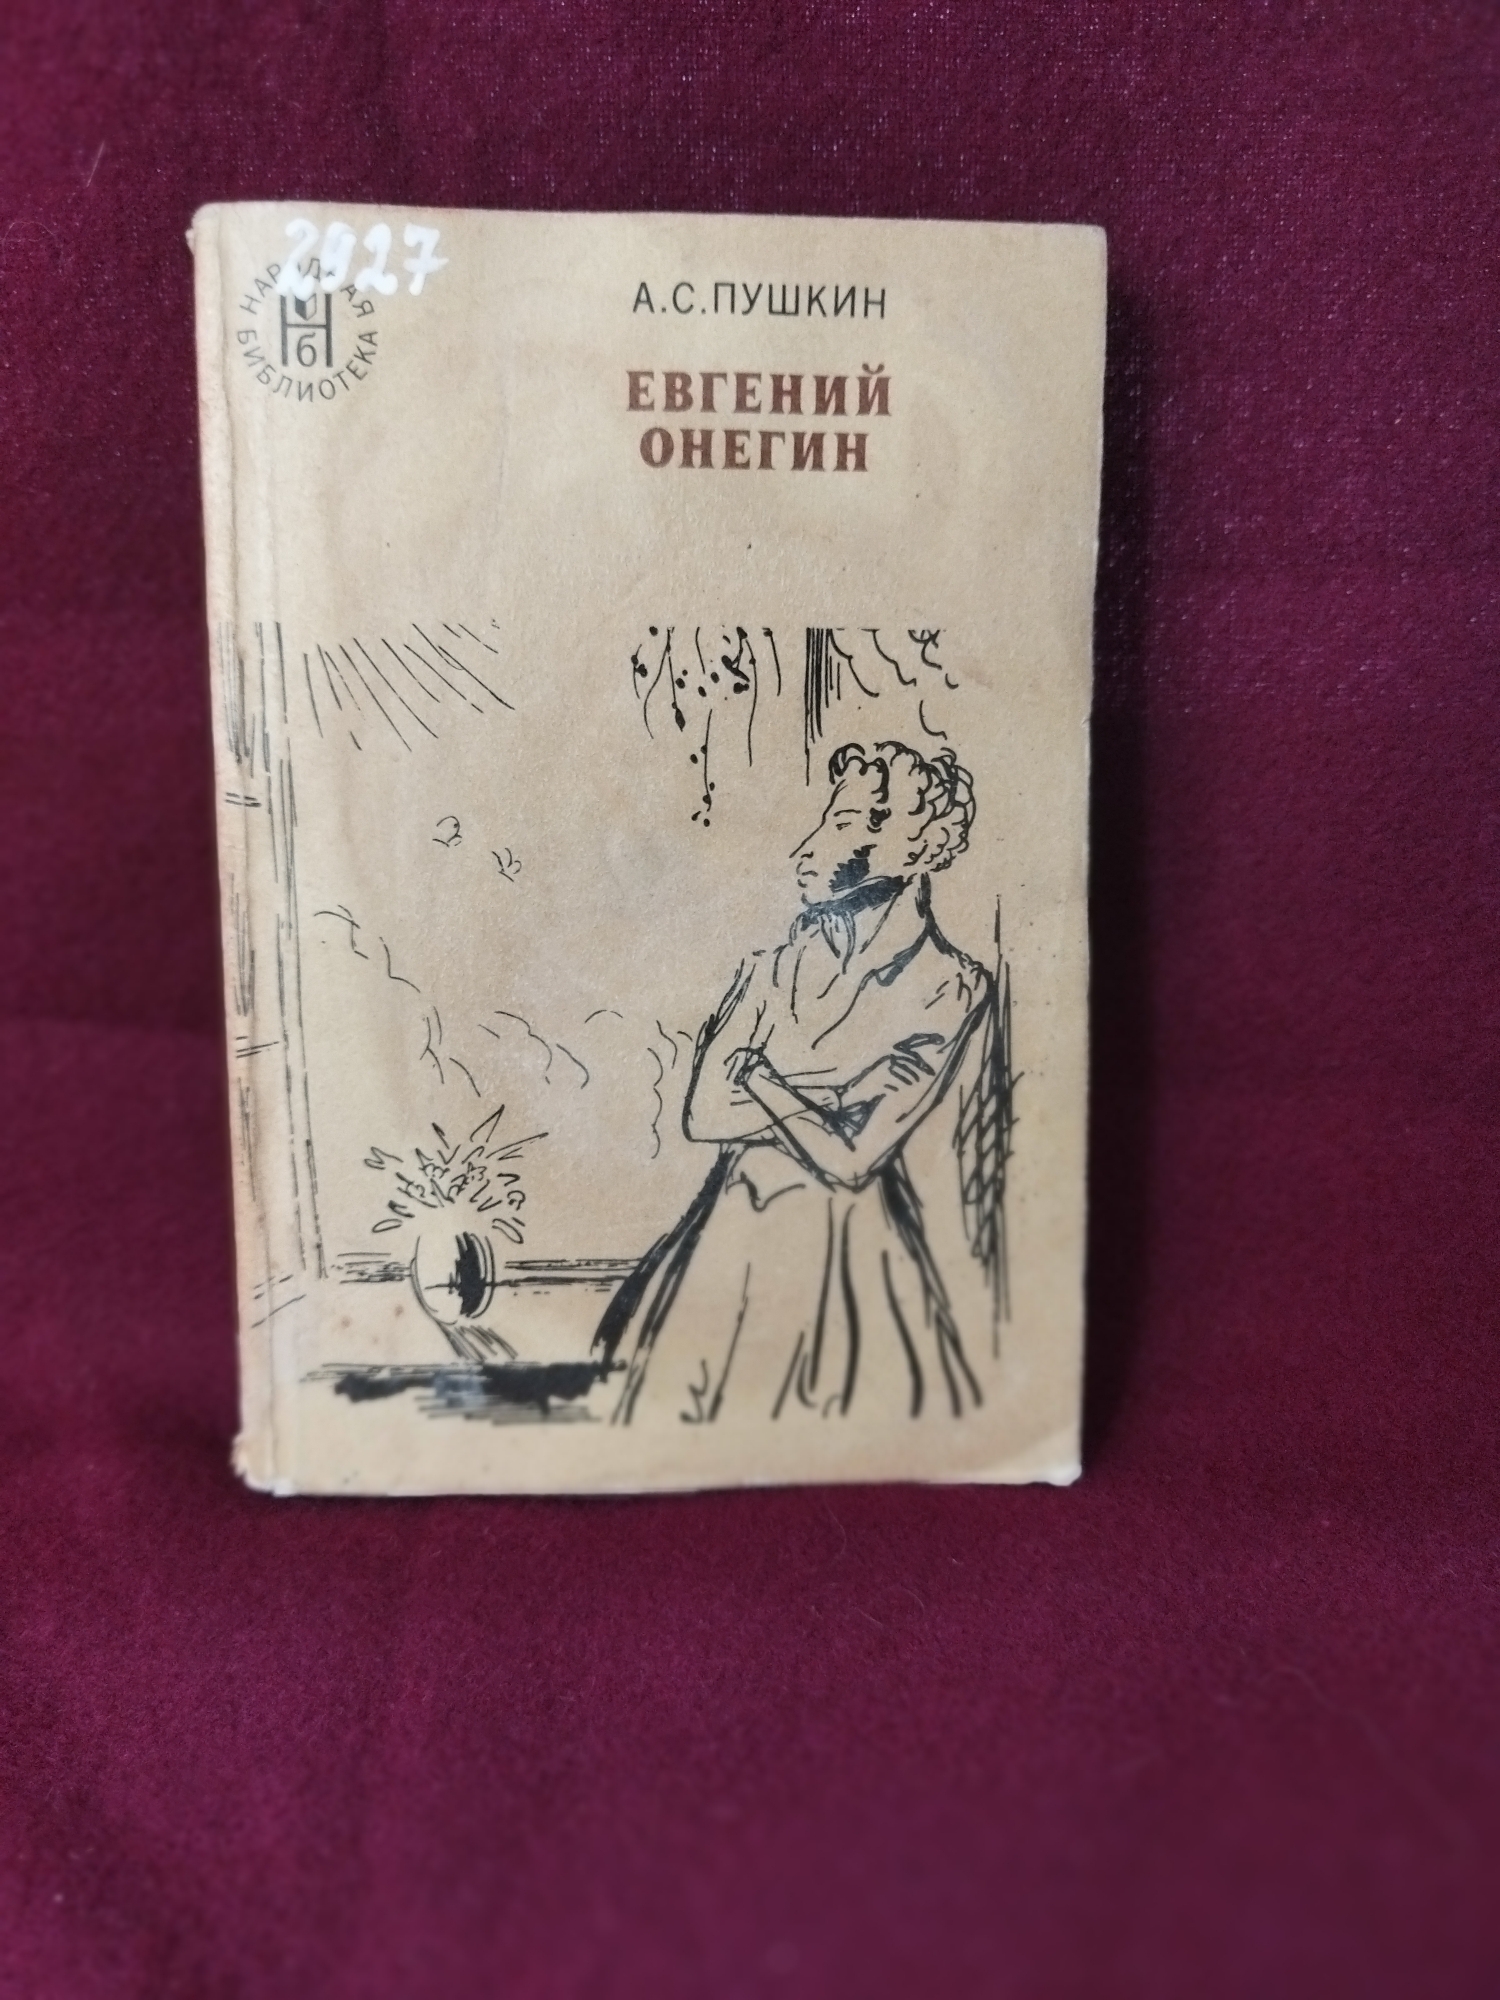 2927
НАРОДНАЯ
БИБЛИОТЕКА
Нб
А.С.ПУШКИН
ЕВГЕНИЙ
ОНЕГИН